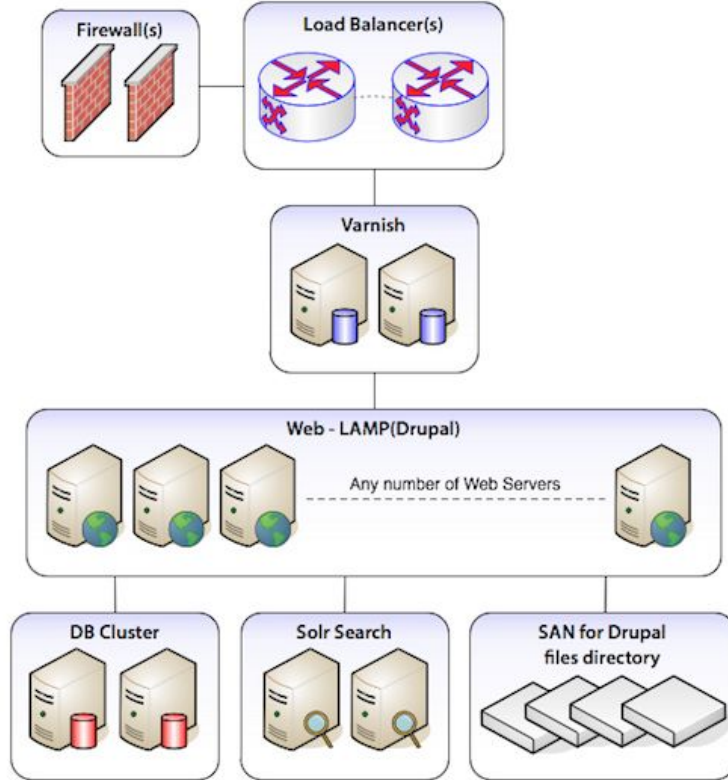 Firewall(s)
Load Balancer(s)
Varnish
Web - LAMP(Drupal)
Any number of Web Servers
DB Cluster
Solr Search
SAN for Drupal
files directory